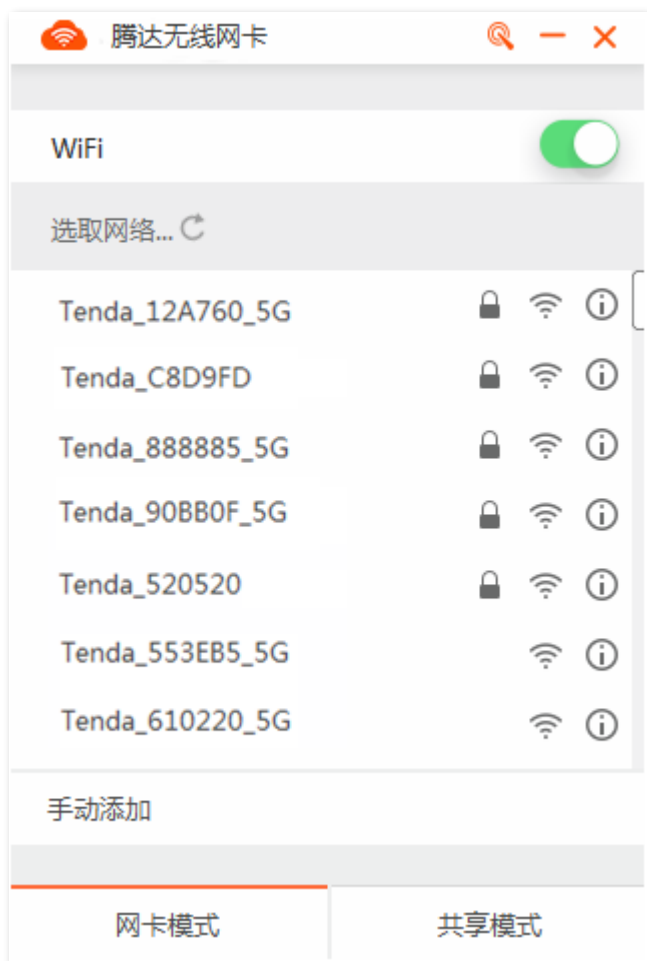 腾达无线网卡
WiFi
选取网络...
Tenda_12A760_5G
Tenda_C8D9FD
Tenda_888885_5G
Tenda_90BB0F_5G
Tenda_520520
Tenda_553EB5_5G
Tenda_610220_5G
手动添加
网卡模式 共享模式